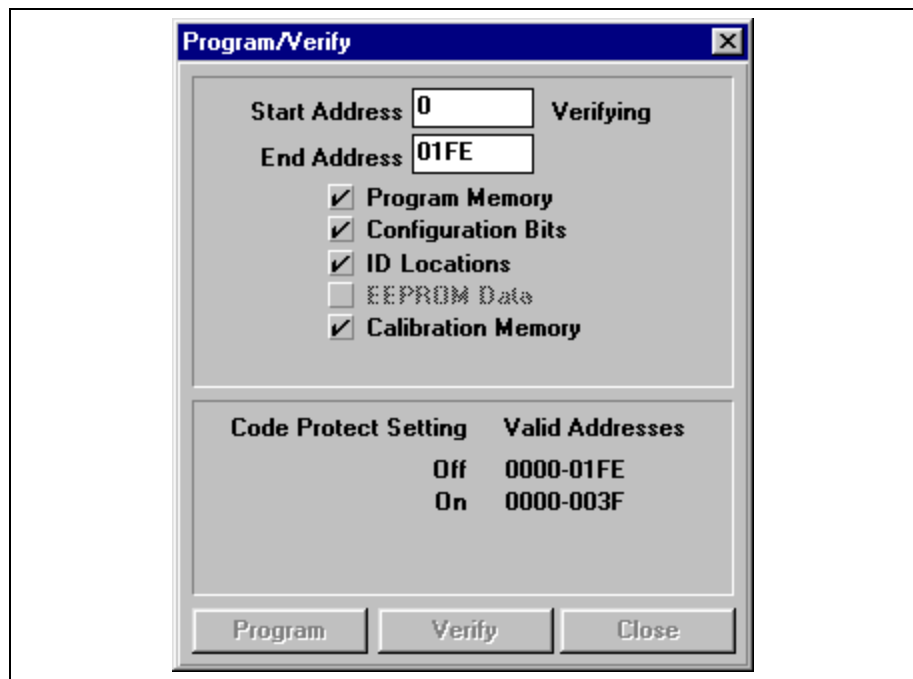 Program/Verify
Start Address 0 Verifying
End Address 01FE
Program Memory
Configuration Bits
ID Locations
EEPROM Data
Calibration Memory
Code Protect Setting Valid Addresses
Off 0000-01FE
On 0000-003F
Program Verify Close